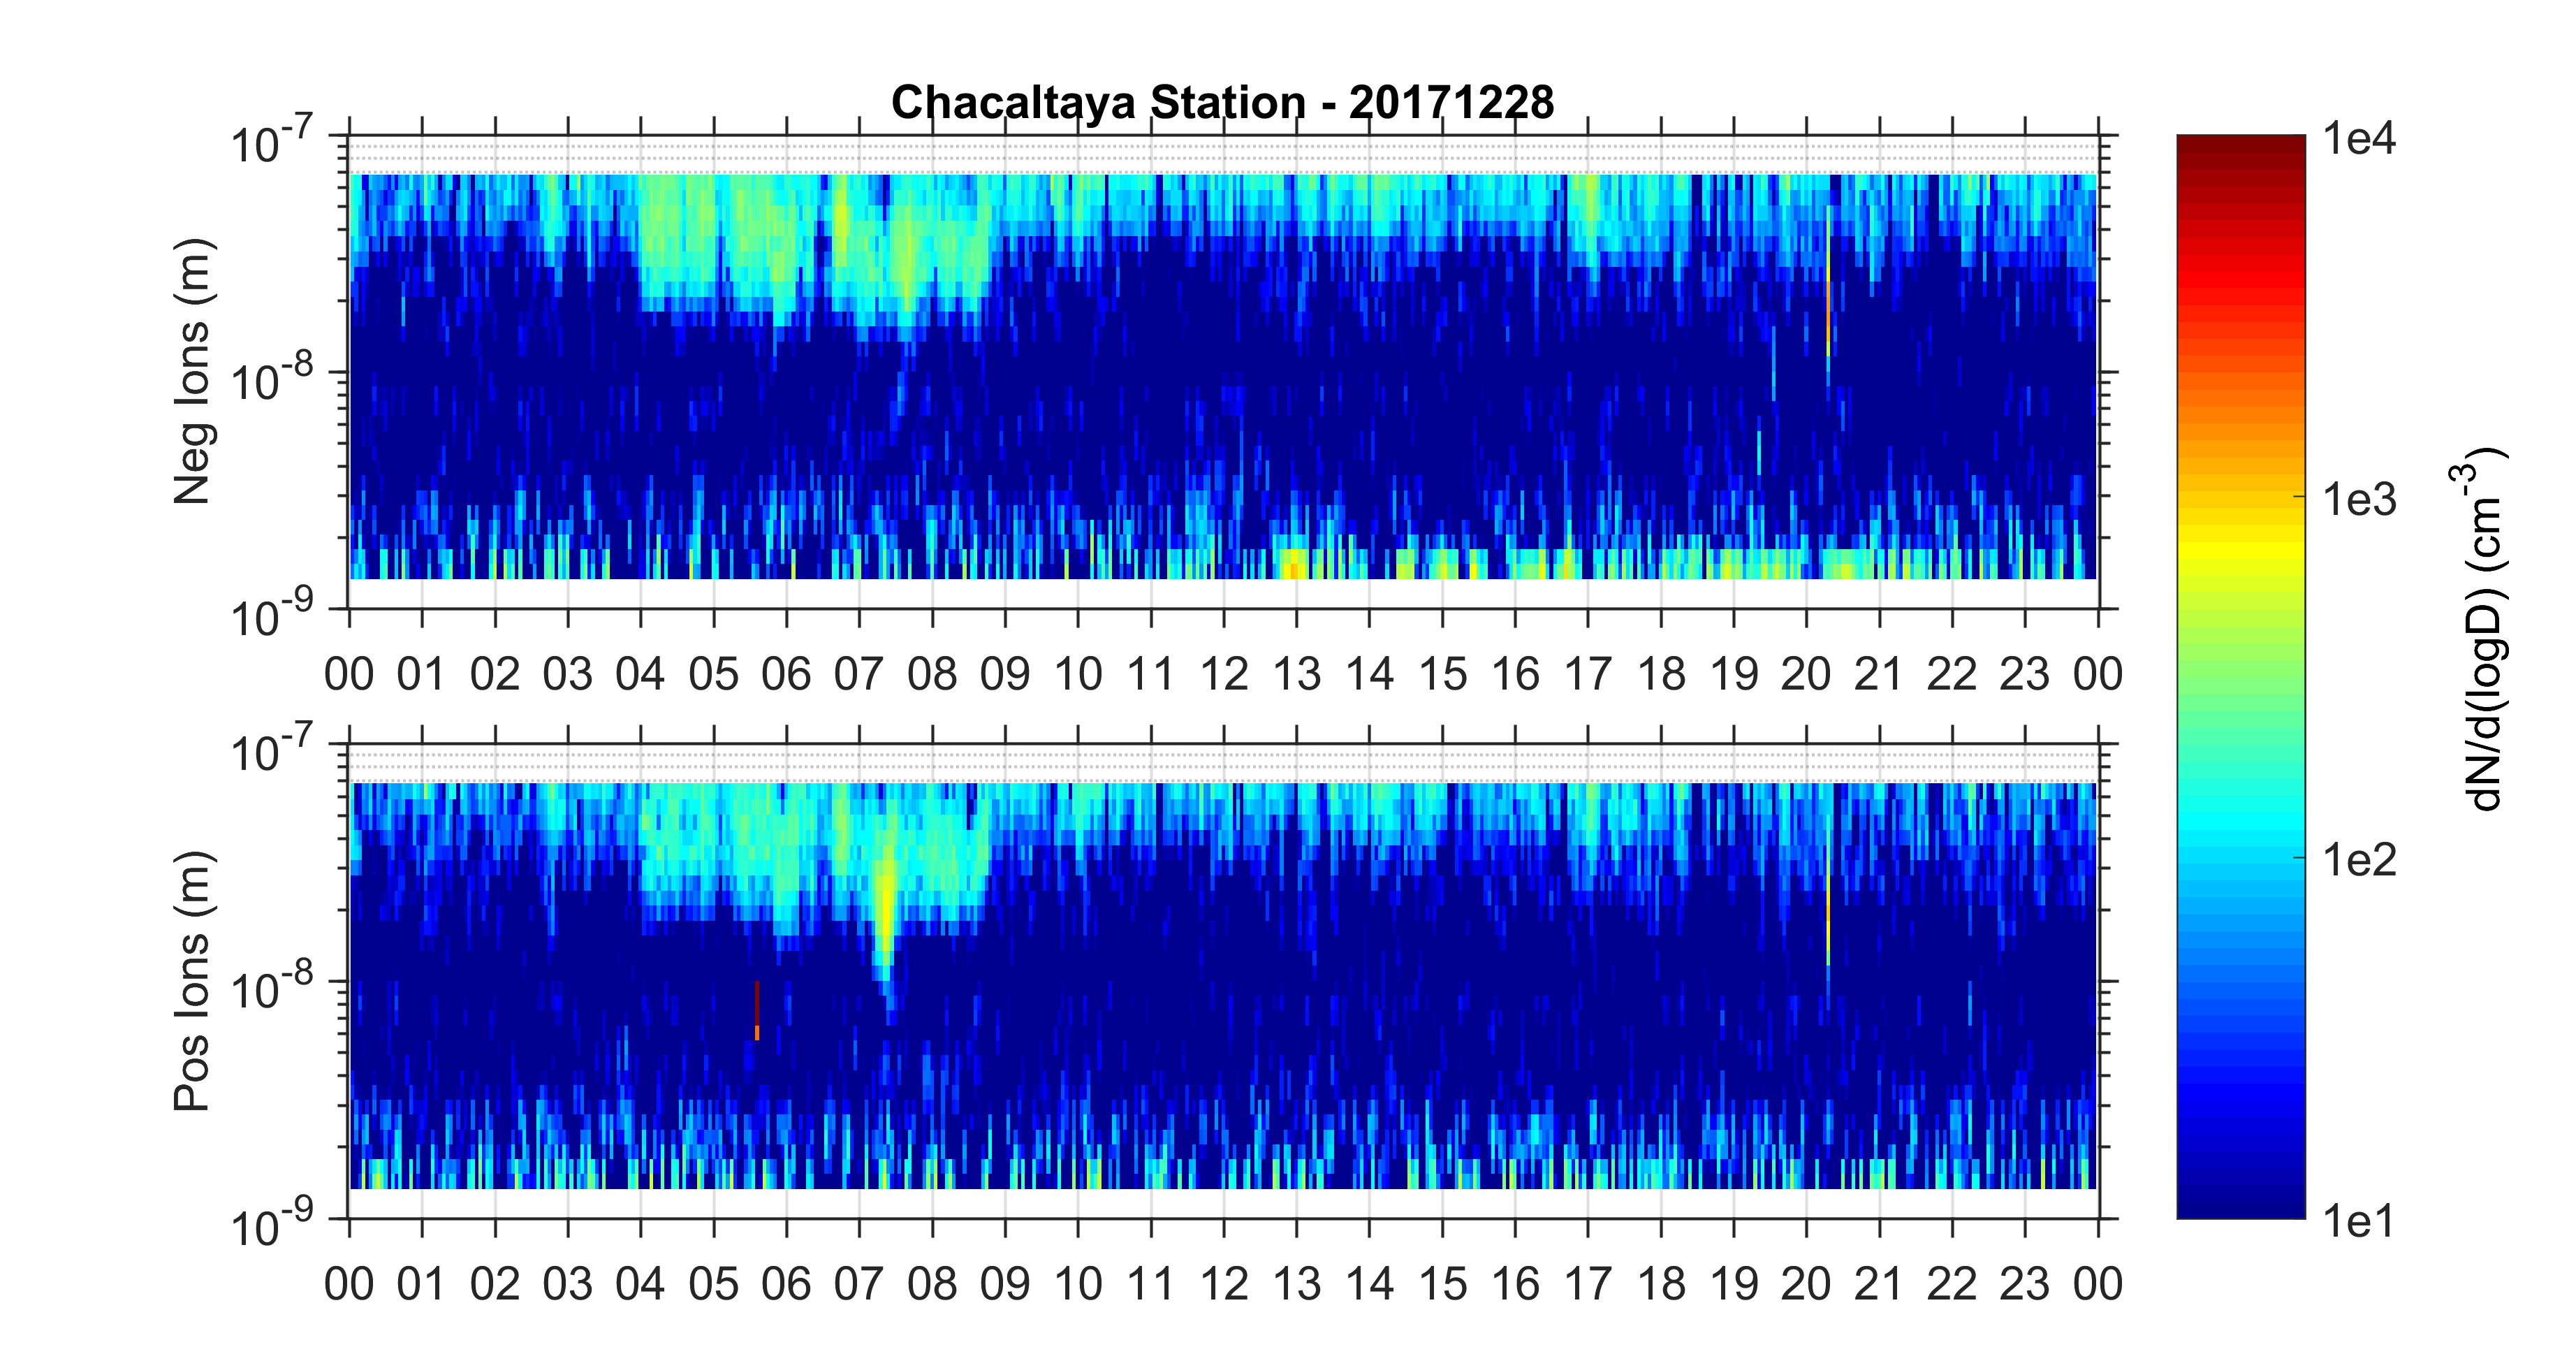 Chacaltaya Station - 20171228
Neg Ions (m)
10-7
10-8
10-9
00 01 02 03 04 05 06 07 08 09 10 11 12 13 14 15 16 17 18 19 20 21 22 23 00
Pos Ions (m)
10-7
10-8
10-9
00 01 02 03 04 05 06 07 08 09 10 11 12 13 14 15 16 17 18 19 20 21 22 23 00
1e4
1e3
1e2
1e1
dN/d(logD) (cm-3)